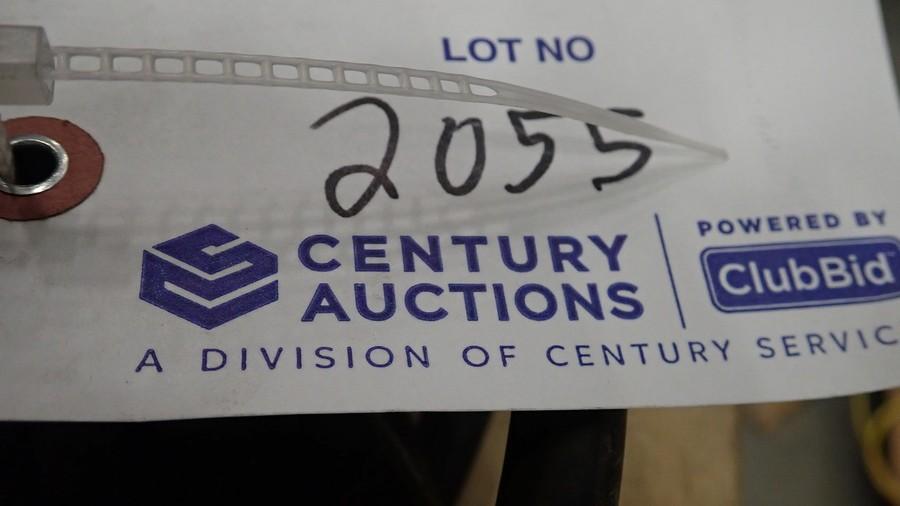 LOT NO
2055
CENTURY
AUCTIONS
POWERED BY
ClubBid
A DIVISION OF CENTURY SERVIC